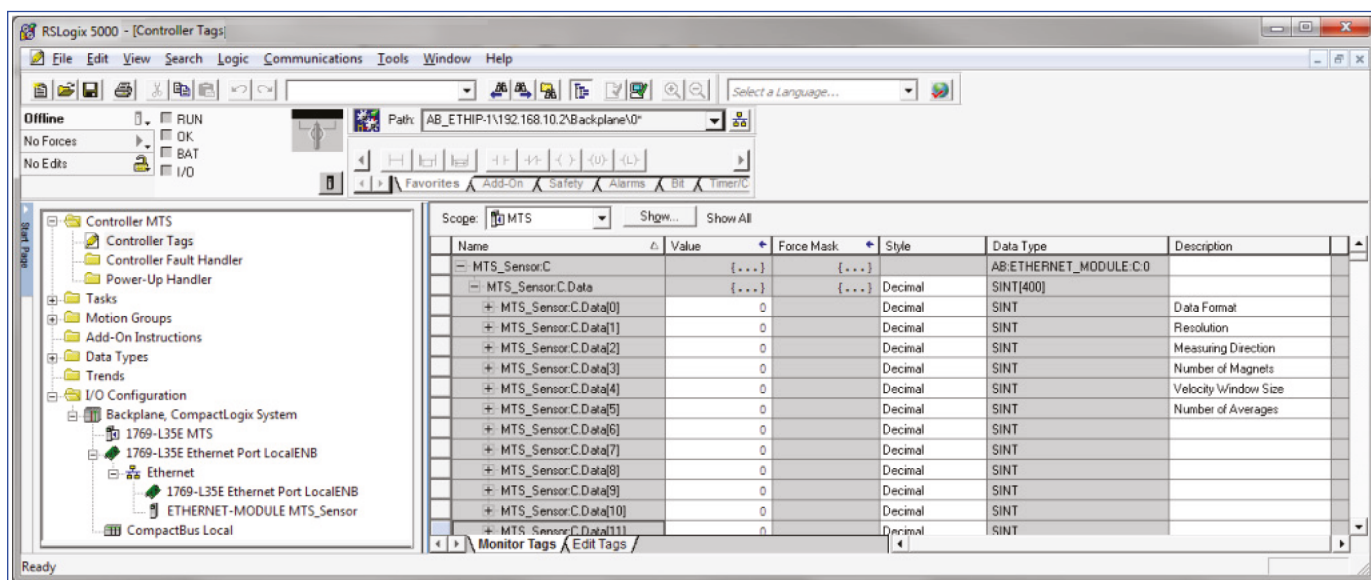 RSLogix 5000 - [Controller Tags]
File Edit View Search Logic Communications Tools Window Help
Select a Language...
Offline
RUN
No Forces
OK
No Edits
BAT
I/O
Path: AB_ETHIP-1\192.168.10.2\Backplane\0*
Favorites Add-On Safety Alarms Bit Timer/C
Start Page
Controller MTS
Controller Tags
Controller Fault Handler
Power-Up Handler
Tasks
Motion Groups
Add-On Instructions
Data Types
Trends
I/O Configuration
Backplane, CompactLogix System
1769-L35E MTS
1769-L35E Ethernet Port LocalENB
Ethernet
1769-L35E Ethernet Port LocalENB
ETHERNET-MODULE MTS_Sensor
CompactBus Local
Scope: MTS Show... Show All
Name Value Force Mask Style Data Type Description
MTS_Sensor:C {...} {...} AB:ETHERNET_MODULE:C:0
MTS_Sensor:C.Data {...} {...} Decimal SINT[400]
MTS_Sensor:C.Data[0] 0 Decimal SINT Data Format
MTS_Sensor:C.Data[1] 0 Decimal SINT Resolution
MTS_Sensor:C.Data[2] 0 Decimal SINT Measuring Direction
MTS_Sensor:C.Data[3] 0 Decimal SINT Number of Magnets
MTS_Sensor:C.Data[4] 0 Decimal SINT Velocity Window Size
MTS_Sensor:C.Data[5] 0 Decimal SINT Number of Averages
MTS_Sensor:C.Data[6] 0 Decimal SINT
MTS_Sensor:C.Data[7] 0 Decimal SINT
MTS_Sensor:C.Data[8] 0 Decimal SINT
MTS_Sensor:C.Data[9] 0 Decimal SINT
MTS_Sensor:C.Data[10] 0 Decimal SINT
MTS_Sensor:C.Data[11] 0 Decimal SINT
Monitor Tags Edit Tags
Ready